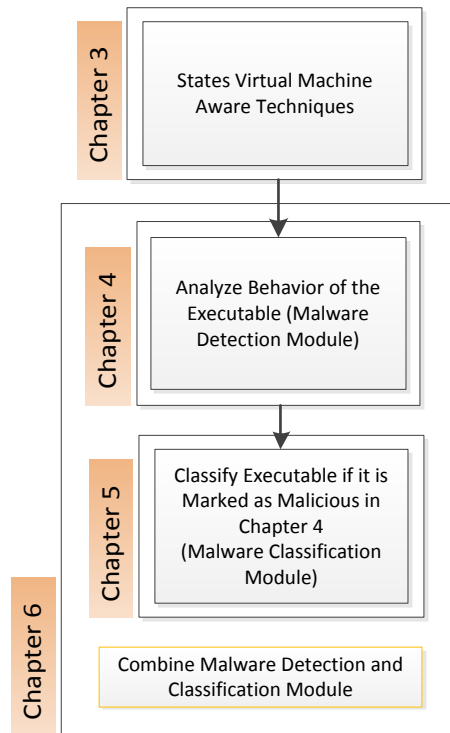 Chapter 3
States Virtual Machine
Aware Techniques
Chapter 4
Analyze Behavior of the
Executable (Malware
Detection Module)
Chapter 5
Classify Executable if it is
Marked as Malicious in
Chapter 4
(Malware Classification
Module)
Chapter 6
Combine Malware Detection and
Classification Module